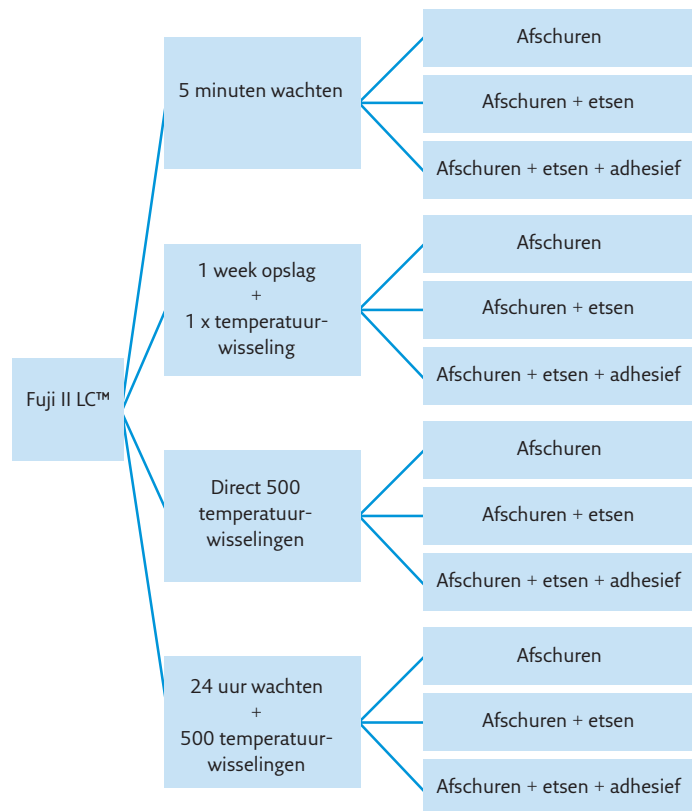 Fuji II LC™
5 minuten wachten
Afschuren
Afschuren + etsen
Afschuren + etsen + adhesief
1 week opslag
+
1 x temperatuur-
wisseling
Afschuren
Afschuren + etsen
Afschuren + etsen + adhesief
Direct 500
temperatuur-
wisselingen
Afschuren
Afschuren + etsen
Afschuren + etsen + adhesief
24 uur wachten
+
500 temperatuur-
wisselingen
Afschuren
Afschuren + etsen
Afschuren + etsen + adhesief